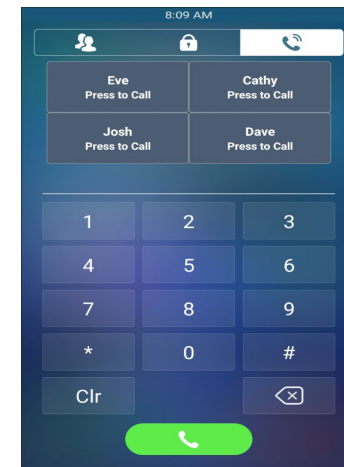 8:09 AM
Eve
Press to Call
Cathy
Press to Call
Josh
Press to Call
Dave
Press to Call
1 2 3
4 5 6
7 8 9
* 0 #
Clr